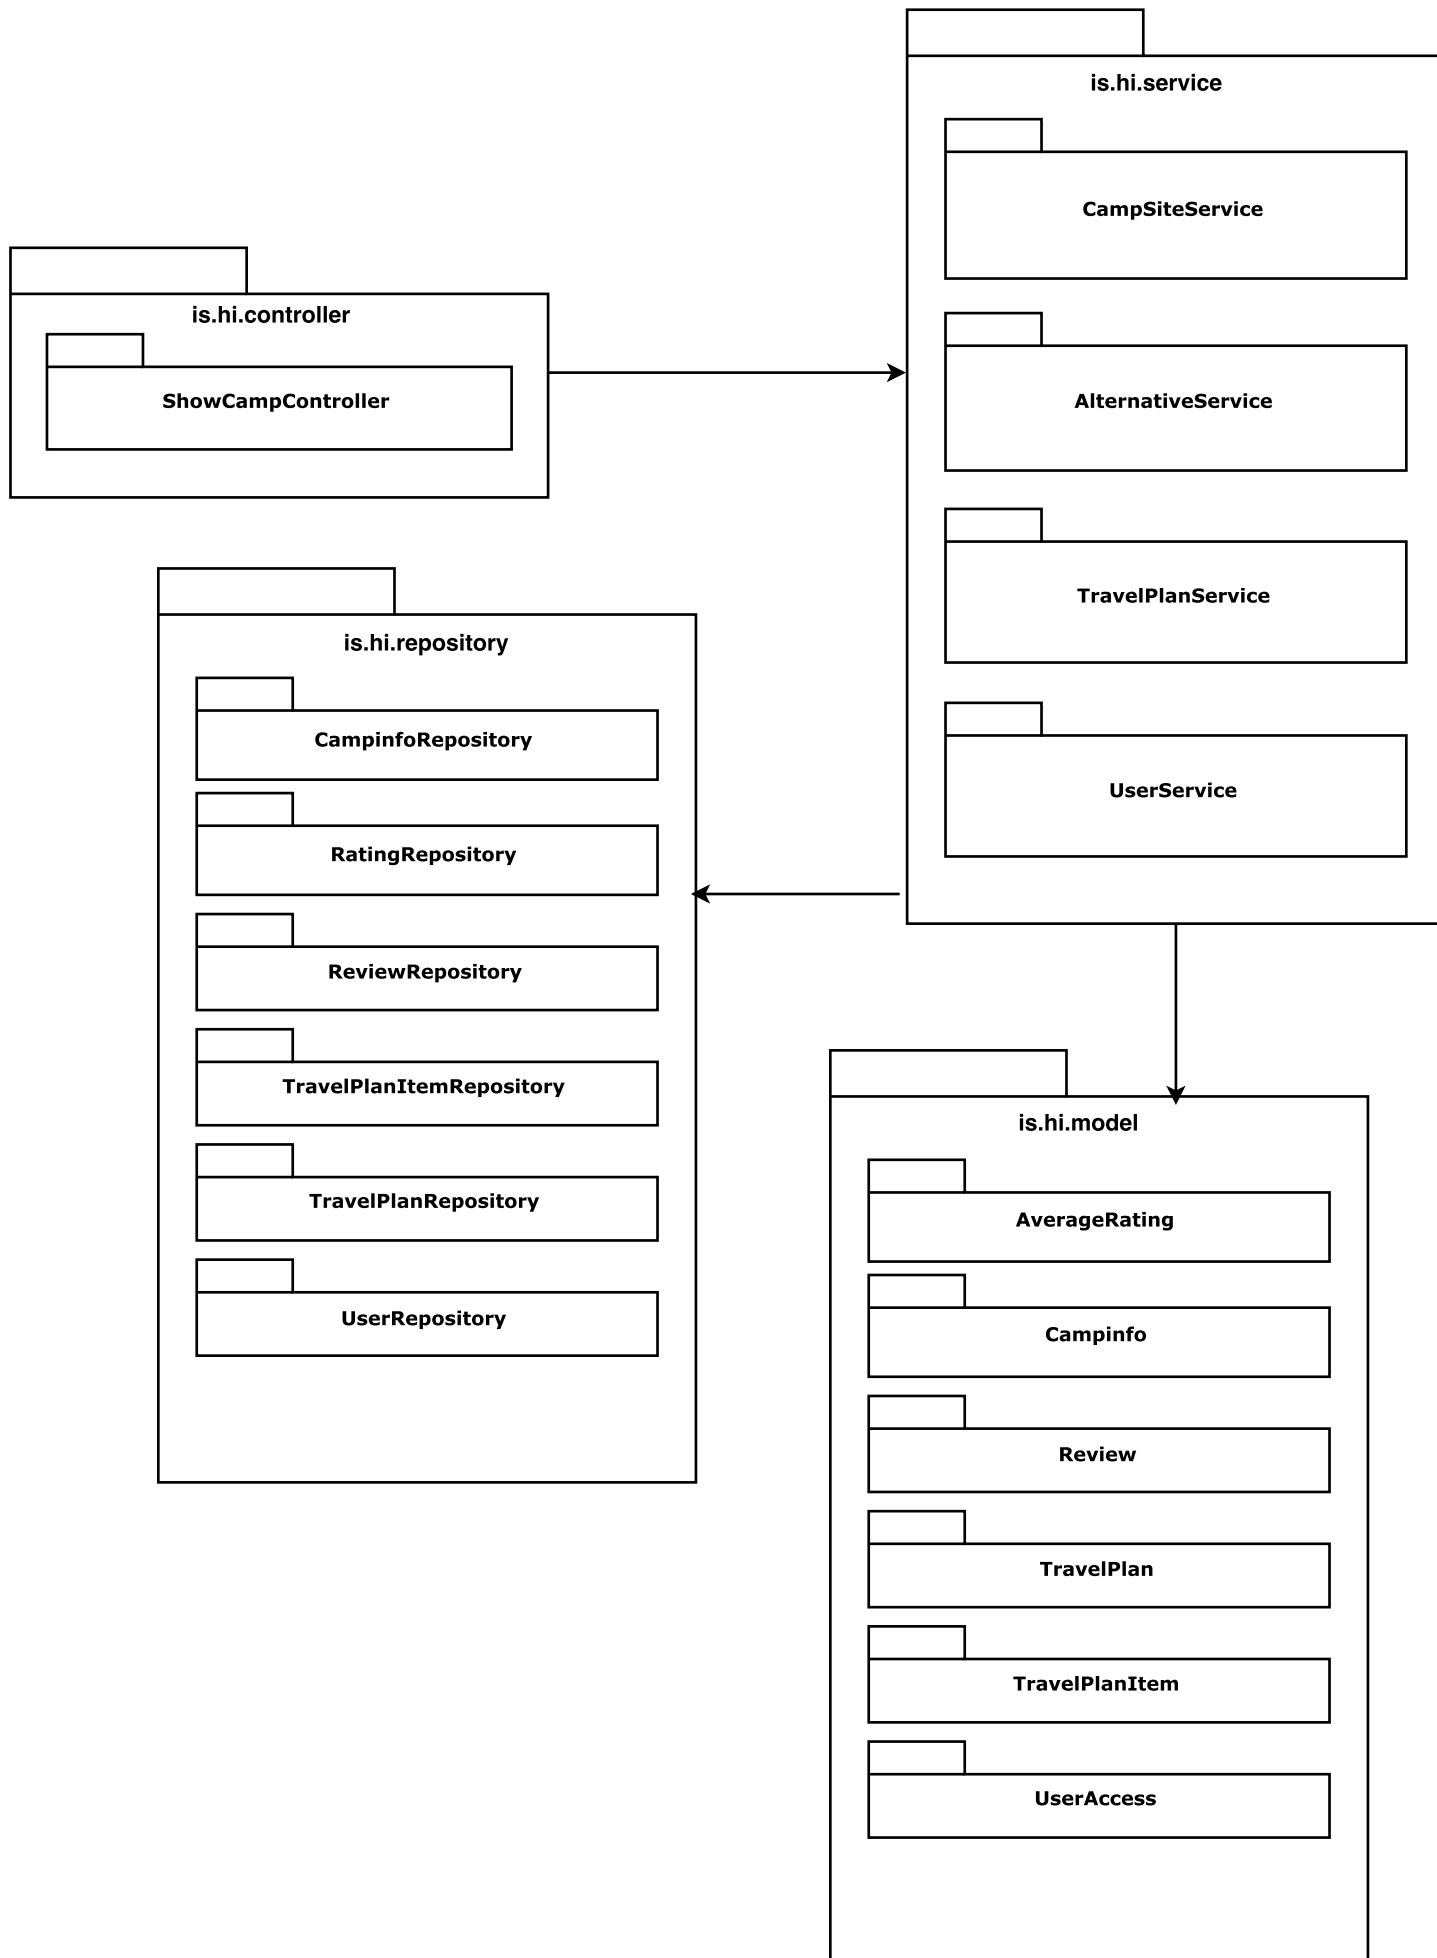 is.hi.service
CampSiteService
AlternativeService
TravelPlanService
UserService
is.hi.controller
ShowCampController
is.hi.repository
CampinfoRepository
RatingRepository
ReviewRepository
TravelPlanItemRepository
TravelPlanRepository
UserRepository
is.hi.model
AverageRating
Campinfo
Review
TravelPlan
TravelPlanItem
UserAccess